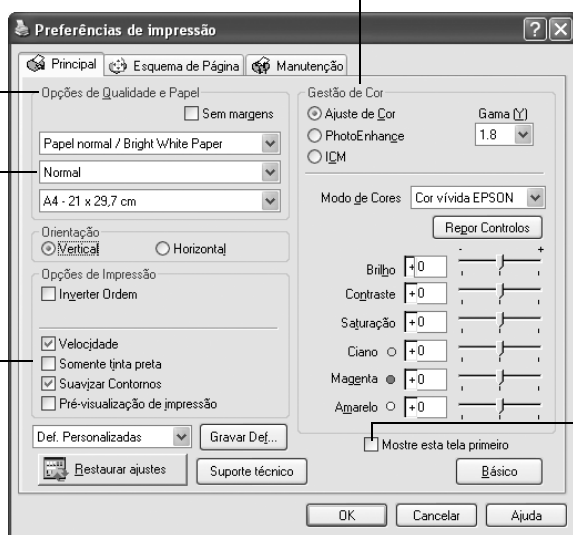 Preferências de impressão
Principal
Esquema de Página
Manutenção
Opções de Qualidade e Papel
Sem margens
Papel normal / Bright White Paper
Normal
A4 - 21 x 29,7 cm
Orientação
Vertical
Horizontal
Opções de Impressão
Inverter Ordem
Velocidade
Somente tinta preta
Suavizar Contornos
Pré-visualização de impressão
Def. Personalizadas
Gravar Def...
Restaurar ajustes
Suporte técnico
Gestão de Cor
Ajuste de Cor
PhotoEnhance
ICM
Gama (Y)
1.8
Modo de Cores
Cor vívida EPSON
Repor Controlos
- +
Brilho +0
Contraste +0
Saturação +0
Ciano +0
Magenta +0
Amarelo +0
Mostre esta tela primeiro
Básico
OK
Cancelar
Ajuda